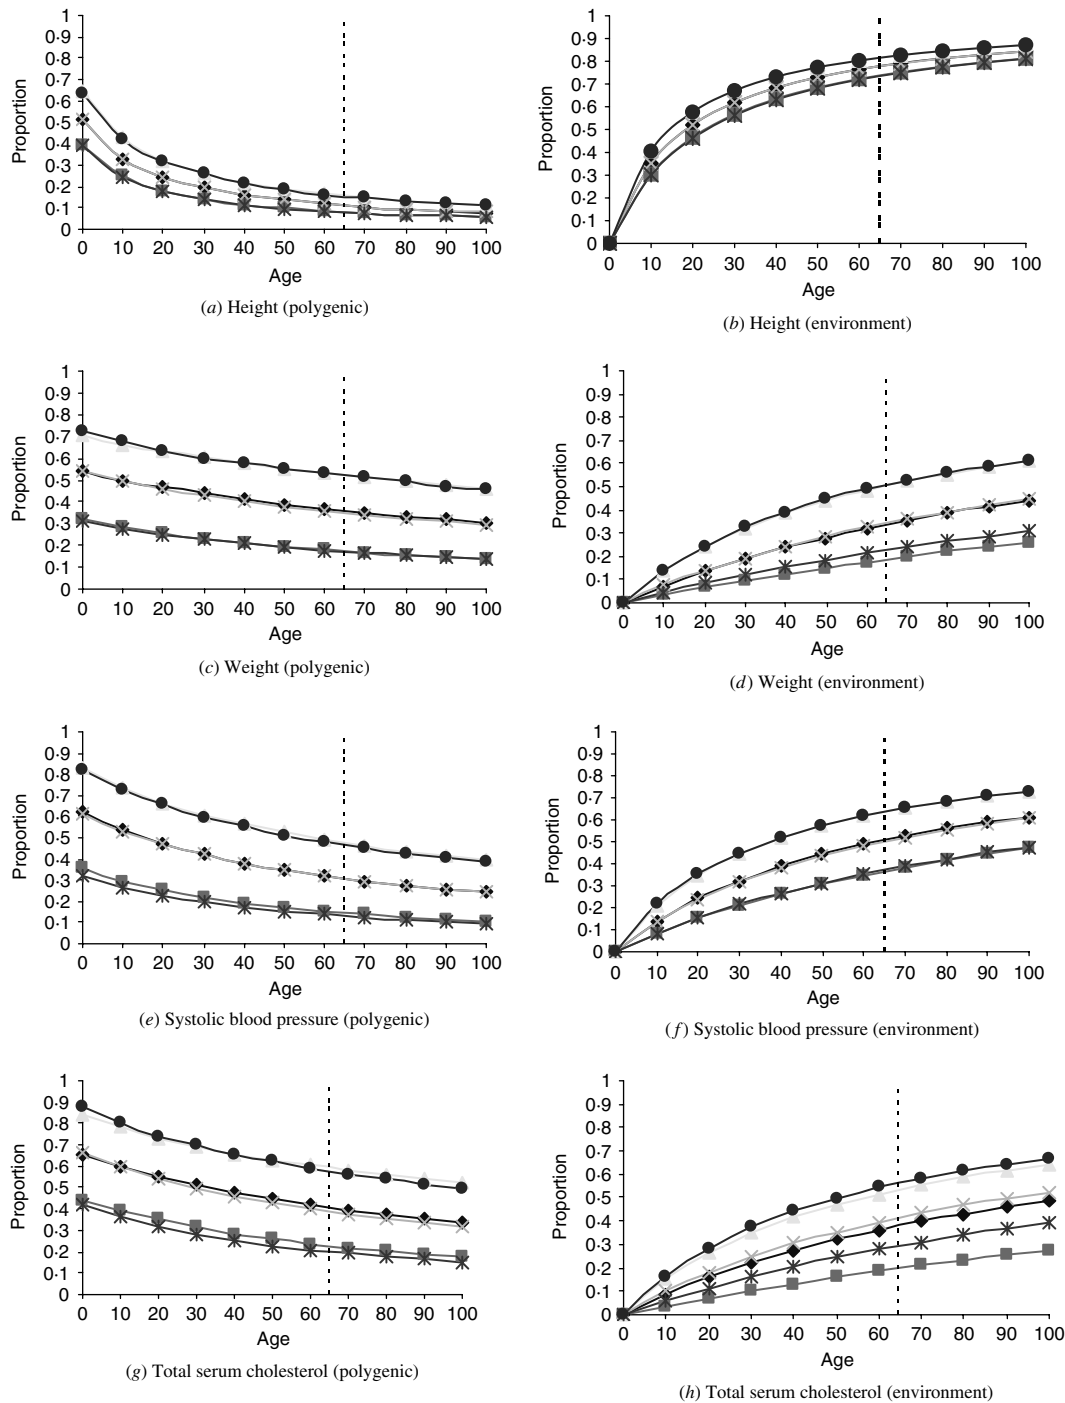 Proportion
1
0·9
0·8
0·7
0·6
0·5
0·4
0·3
0·2
0·1
0
0 10 20 30 40 50 60 70 80 90 100
Age
(a) Height (polygenic)
Proportion
1
0·9
0·8
0·7
0·6
0·5
0·4
0·3
0·2
0·1
0
0 10 20 30 40 50 60 70 80 90 100
Age
(b) Height (environment)
Proportion
1
0·9
0·8
0·7
0·6
0·5
0·4
0·3
0·2
0·1
0
0 10 20 30 40 50 60 70 80 90 100
Age
(c) Weight (polygenic)
Proportion
1
0·9
0·8
0·7
0·6
0·5
0·4
0·3
0·2
0·1
0
0 10 20 30 40 50 60 70 80 90 100
Age
(d) Weight (environment)
Proportion
1
0·9
0·8
0·7
0·6
0·5
0·4
0·3
0·2
0·1
0
0 10 20 30 40 50 60 70 80 90 100
Age
(e) Systolic blood pressure (polygenic)
Proportion
1
0·9
0·8
0·7
0·6
0·5
0·4
0·3
0·2
0·1
0
0 10 20 30 40 50 60 70 80 90 100
Age
(f) Systolic blood pressure (environment)
Proportion
1
0·9
0·8
0·7
0·6
0·5
0·4
0·3
0·2
0·1
0
0 10 20 30 40 50 60 70 80 90 100
Age
(g) Total serum cholesterol (polygenic)
Proportion
1
0·9
0·8
0·7
0·6
0·5
0·4
0·3
0·2
0·1
0
0 10 20 30 40 50 60 70 80 90 100
Age
(h) Total serum cholesterol (environment)